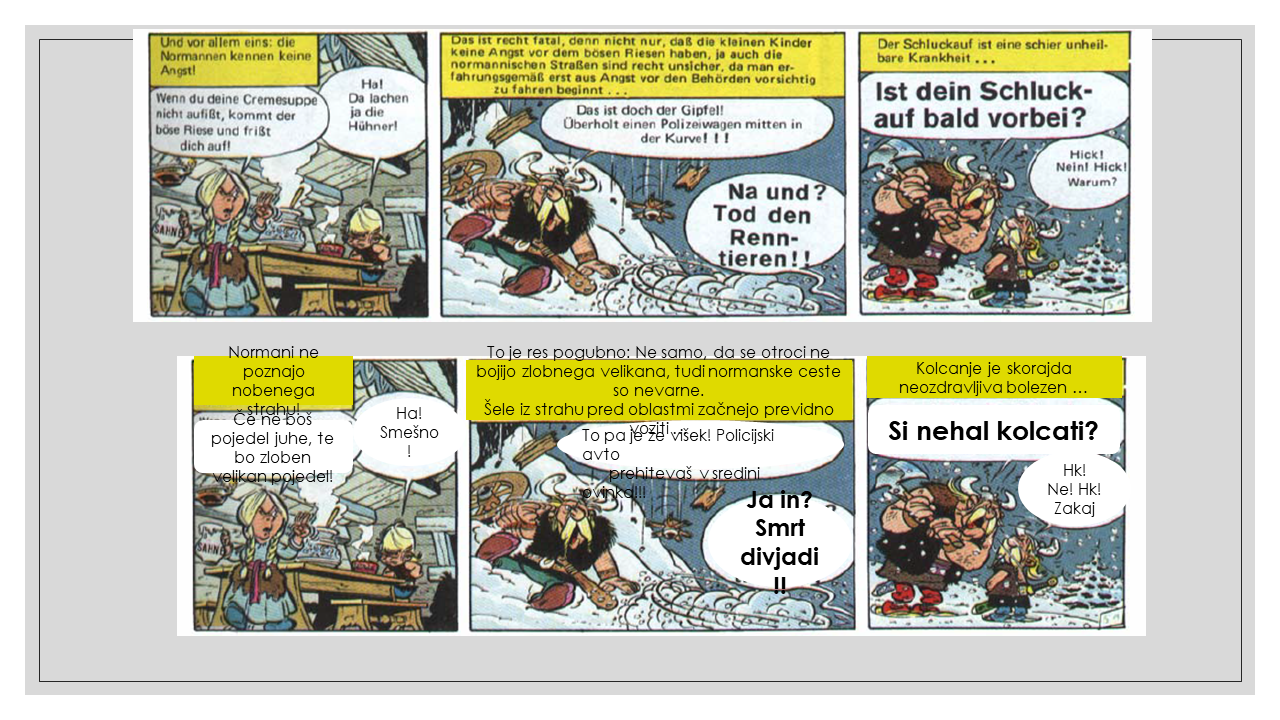 Und vor allem eins: die
Normannen kennen keine
Angst!
Wenn du deine Cremesuppe
nicht aufißt, kommt der
böse Riese und frißt
dich auf!
Ha!
Da lachen
ja die
Hühner!
SAHNE
Das ist recht fatal, denn nicht nur, daß die kleinen Kinder
keine Angst vor dem bösen Riesen haben, ja auch die
normannischen Straßen sind recht unsicher, da man er-
fahrungsgemäß erst aus Angst vor den Behörden vorsichtig
zu fahren beginnt . . .
Das ist doch der Gipfel!
Überholt einen Polizeiwagen mitten in
der Kurve! ! !
Na und?
Tod den
Renn-
tieren!!
Der Schluckauf ist eine schier unheil-
bare Krankheit . . .
Ist dein Schluck-
auf bald vorbei?
Hick!
Nein! Hick!
Warum?
Normani ne
poznajo
nobenega
strahu!
Če ne boš
pojedel juhe, te
bo zloben
velikan pojedel!
Ha!
Smešno
!
SAHN
To je res pogubno: Ne samo, da se otroci ne
bojijo zlobnega velikana, tudi normanske ceste
so nevarne.
Šele iz strahu pred oblastmi začnejo previdno
voziti ...
To pa je že višek! Policijski
avto
prehitevaš v sredini
ovinka!!!
Ja in?
Smrt
divjadi
!!
Kolcanje je skorajda
neozdravljiva bolezen …
Si nehal kolcati?
Hk!
Ne! Hk!
Zakaj